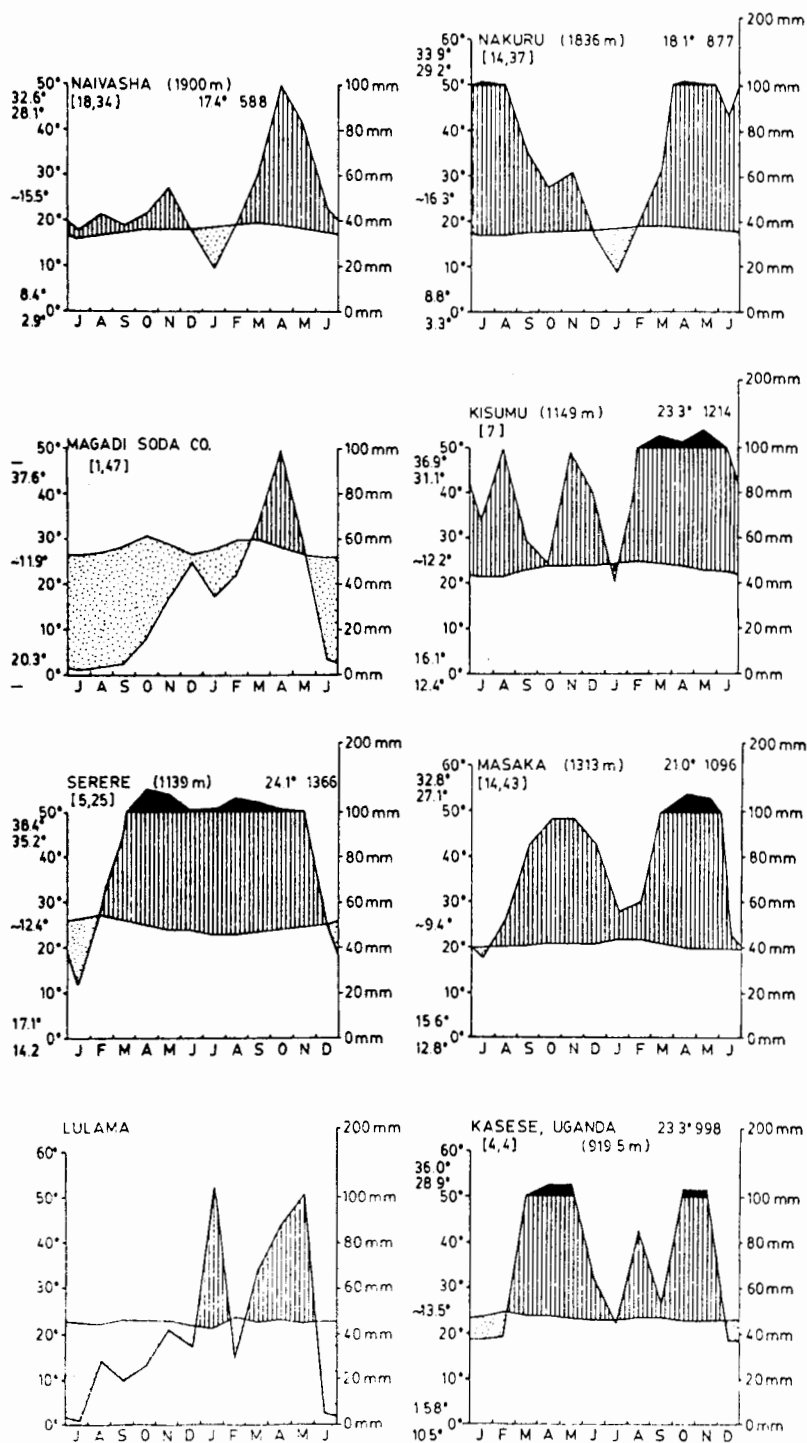 NAIVASHA (1900 m)
[18,34] 17.4° 588
32.6°
28.1°
~15.5°
8.4°
2.9°
50°
40°
30°
20°
10°
0°
100 mm
80 mm
60 mm
40 mm
20 mm
0 mm
J A S O N D J F M A M J
NAKURU (1836 m) 18.1° 877
[14,37]
33.9°
29.2°
~16.3°
8.8°
3.3°
60°
50°
40°
30°
20°
10°
0°
200 mm
100 mm
80 mm
60 mm
40 mm
20 mm
0 mm
J A S O N D J F M A M J
MAGADI SODA CO.
[1,47]
—
37.6°
~11.9°
20.3°
—
50°
40°
30°
20°
10°
0°
100 mm
80 mm
60 mm
40 mm
20 mm
0 mm
J A S O N D J F M A M J
KISUMU (1149 m) 23.3° 1214
[7]
36.9°
31.1°
~12.2°
16.1°
12.4°
50°
40°
30°
20°
10°
0°
200 mm
100 mm
80 mm
60 mm
40 mm
20 mm
0 mm
J A S O N D J F M A M J
SERERE (1139 m) 24.1° 1366
[5,25]
38.4°
35.2°
~12.4°
17.1°
14.2
50°
40°
30°
20°
10°
0°
200 mm
100 mm
80 mm
60 mm
40 mm
20 mm
0 mm
J F M A M J J A S O N D
MASAKA (1313 m) 21.0° 1096
[14,43]
32.8°
27.1°
~9.4°
15.6°
12.8°
60°
50°
40°
30°
20°
10°
0°
200 mm
100 mm
80 mm
60 mm
40 mm
20 mm
0 mm
J A S O N D J F M A M J
LULAMA
60°
50°
40°
30°
20°
10°
0°
200 mm
100 mm
80 mm
60 mm
40 mm
20 mm
0 mm
J A S O N D J F M A M J
KASESE, UGANDA 23.3° 998
[4,4] (919.5 m)
36.0°
28.9°
~13.5°
15.8°
10.5°
60°
50°
40°
30°
20°
10°
0°
200 mm
100 mm
80 mm
60 mm
40 mm
20 mm
0 mm
J F M A M J J A S O N D